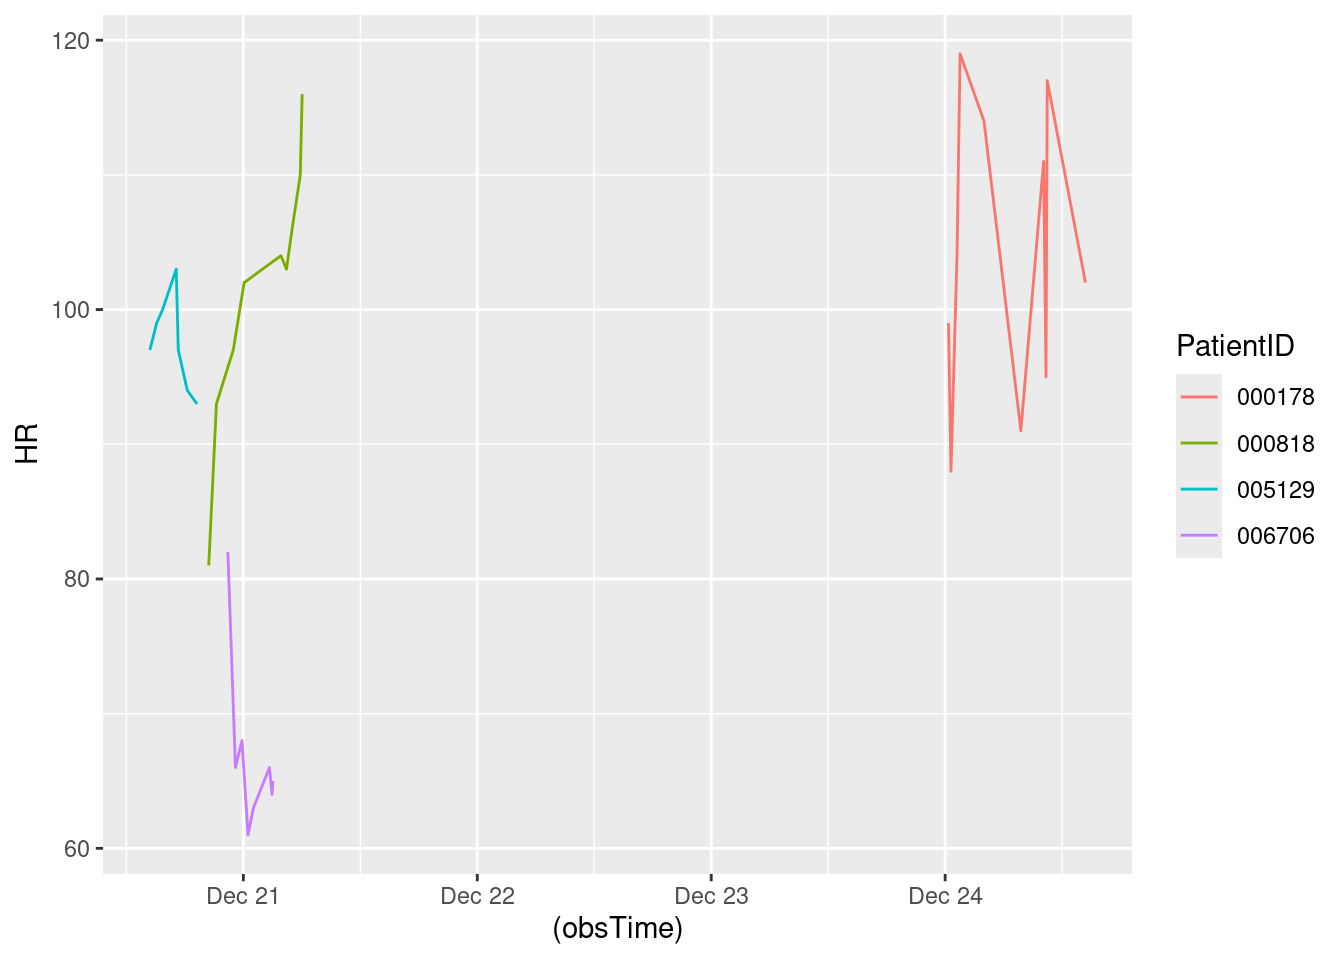 120
100
80
60
HR
Dec 21 Dec 22 Dec 23 Dec 24
(obsTime)
PatientID
000178
000818
005129
006706